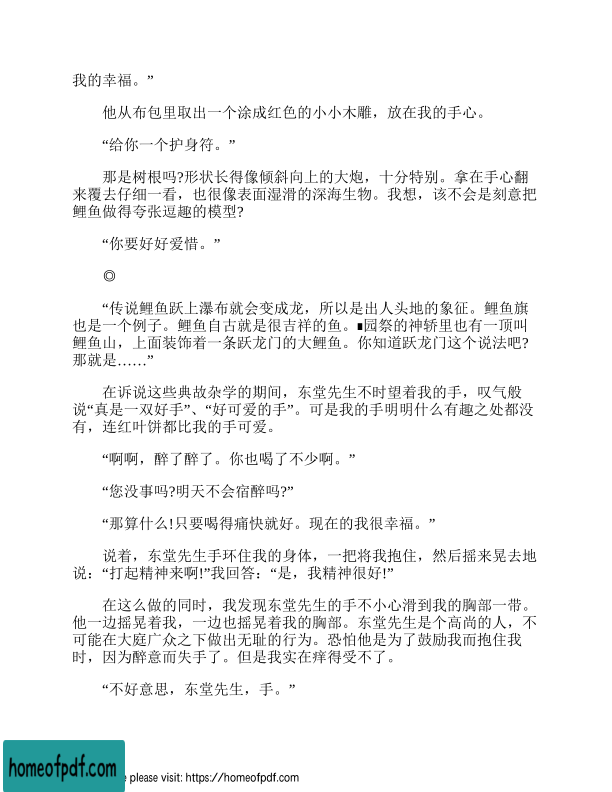 我的幸福。”
他从布包里取出一个涂成红色的小小木雕，放在我的手心。
“给你一个护身符。”
那是树根吗?形状长得像倾斜向上的大炮，十分特别。拿在手心翻
来覆去仔细一看，也很像表面湿滑的深海生物。我想，该不会是刻意把
鲤鱼做得夸张逗趣的模型?
“你要好好爱惜。”
◎
“传说鲤鱼跃上瀑布就会变成龙，所以是出人头地的象征。鲤鱼旗
也是一个例子。鲤鱼自古就是很吉祥的鱼。∎园祭的神轿里也有一顶叫
鲤鱼山，上面装饰着一条跃龙门的大鲤鱼。你知道跃龙门这个说法吧?
那就是……”
在诉说这些典故杂学的期间，东堂先生不时望着我的手，叹气般
说“真是一双好手”、“好可爱的手”。可是我的手明明什么有趣之处都没
有，连红叶饼都比我的手可爱。
“啊啊，醉了醉了。你也喝了不少啊。”
“您没事吗?明天不会宿醉吗?”
“那算什么!只要喝得痛快就好。现在的我很幸福。”
说着，东堂先生手环住我的身体，一把将我抱住，然后摇来晃去地
说：“打起精神来啊!”我回答：“是，我精神很好!”
在这么做的同时，我发现东堂先生的手不小心滑到我的胸部一带。
他一边摇晃着我，一边也摇晃着我的胸部。东堂先生是个高尚的人，不
可能在大庭广众之下做出无耻的行为。恐怕他是为了鼓励我而抱住我
时，因为醉意而失手了。但是我实在痒得受不了。
“不好意思，东堂先生，手。”
homeofpdf.com
e please visit: https://homeofpdf.com